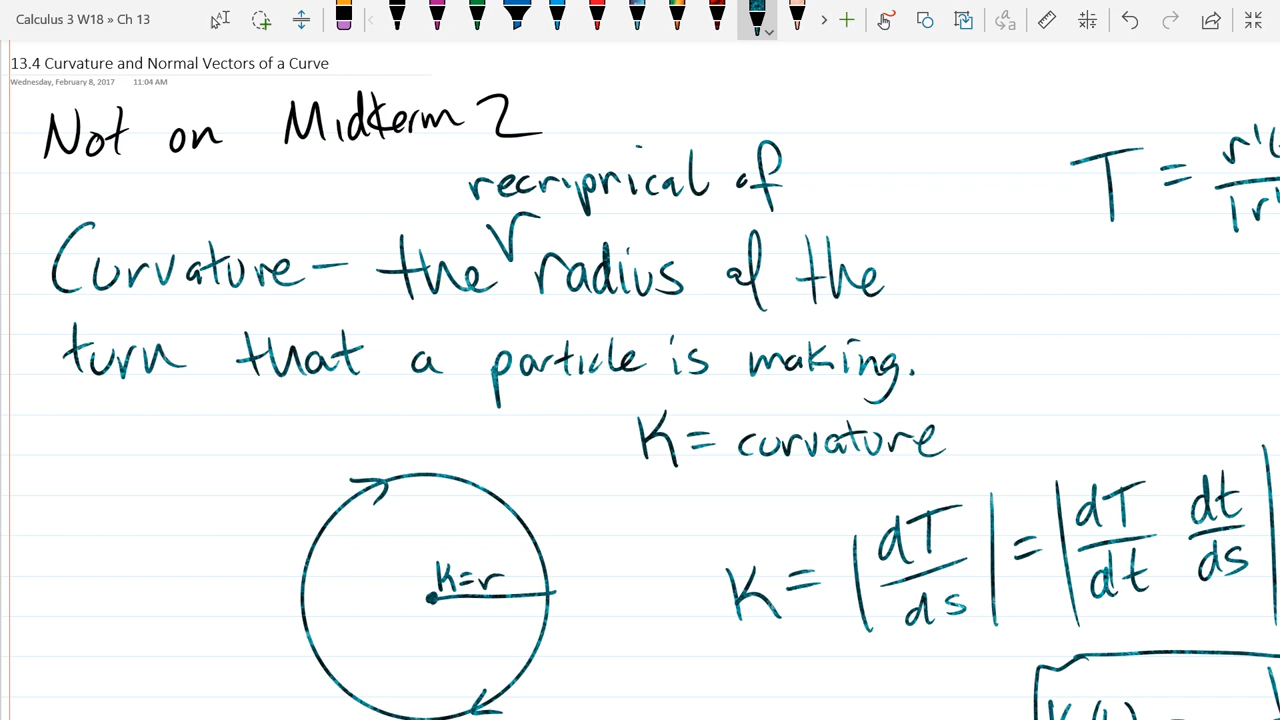 Calculus 3 W18 » Ch 13
13.4 Curvature and Normal Vectors of a Curve
Wednesday, February 8, 2017 11:04 AM
Not on Midterm 2
recriprical of
Curvature - the radius of the
turn that a particle is making.
K = curvature
T = r'( / |r'
K = |dT/ds| = |dT/dt dt/ds|
K=r